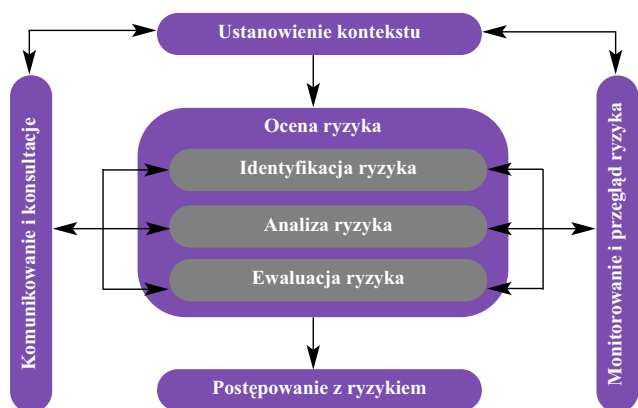 Ustanowienie kontekstu
Komunikowanie i konsultacje
Ocena ryzyka
Identyfikacja ryzyka
Analiza ryzyka
Ewaluacja ryzyka
Monitorowanie i przegląd ryzyka
Postępowanie z ryzykiem